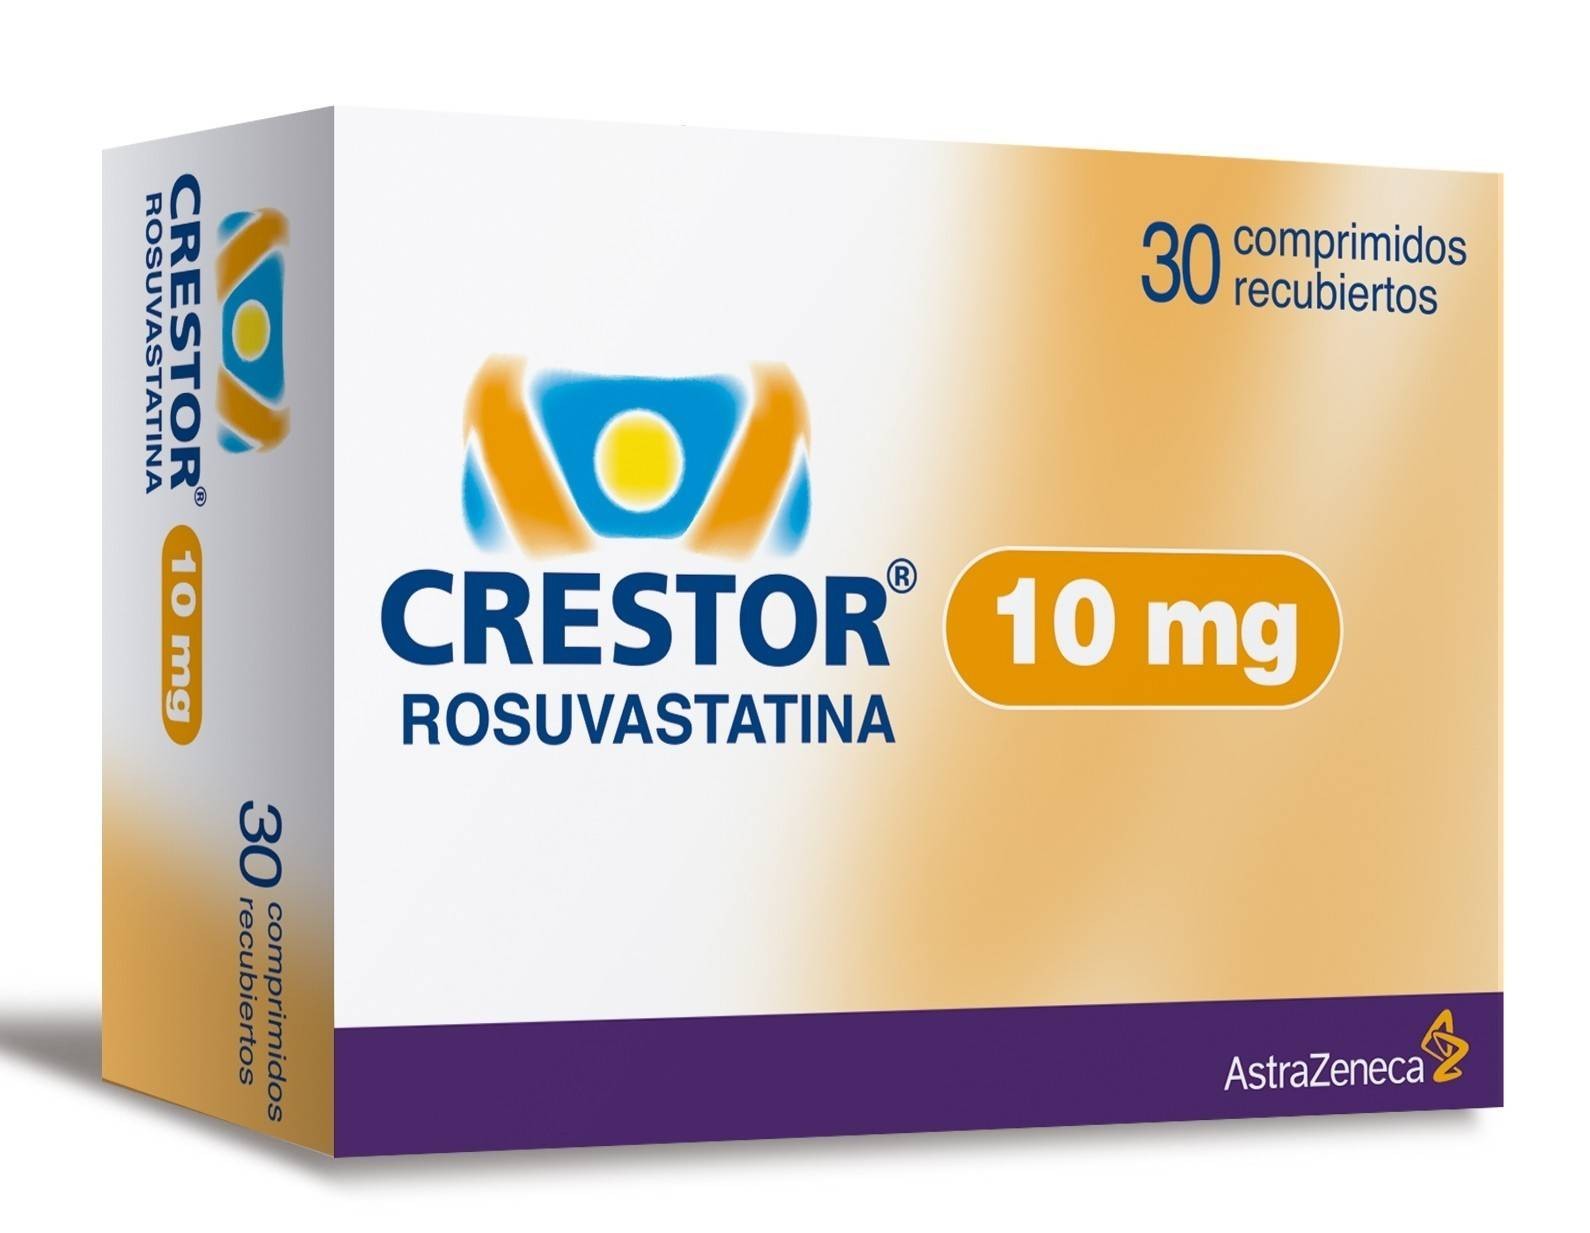 CRESTOR®
ROSUVASTATINA
10 mg
30 comprimidos
recubiertos
30 comprimidos
recubiertos
CRESTOR®
ROSUVASTATINA
10 mg
AstraZeneca